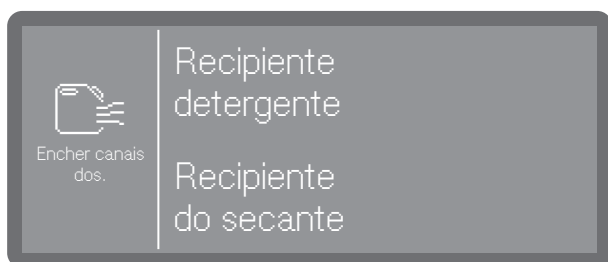 Encher canais
dos.
Recipiente
detergente
Recipiente
do secante